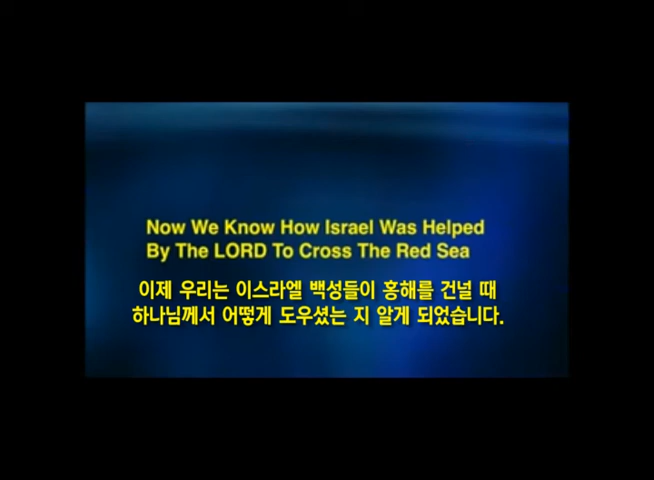 Now We Know How Israel Was Helped
By The LORD To Cross The Red Sea
이제 우리는 이스라엘 백성들이 홍해를 건널 때
하나님께서 어떻게 도우셨는 지 알게 되었습니다.